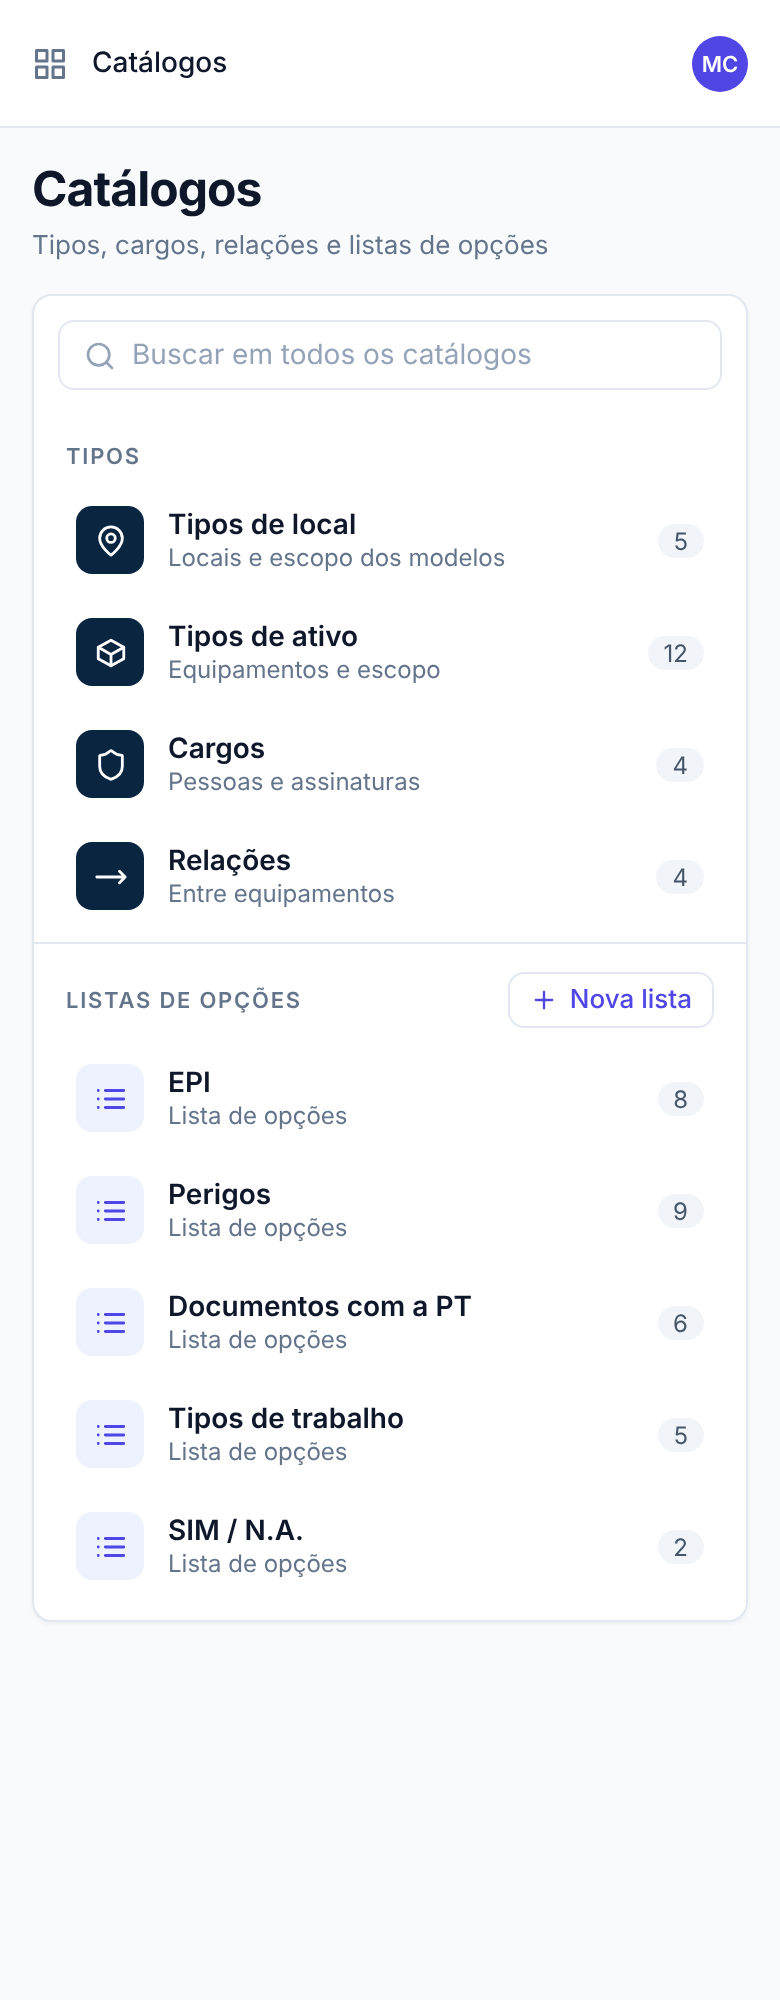 Catálogos
MC
Catálogos
Tipos, cargos, relações e listas de opções
Buscar em todos os catálogos
TIPOS
Tipos de local
Locais e escopo dos modelos
5
Tipos de ativo
Equipamentos e escopo
12
Cargos
Pessoas e assinaturas
4
Relações
Entre equipamentos
4
LISTAS DE OPÇÕES
Nova lista
EPI
Lista de opções
8
Perigos
Lista de opções
9
Documentos com a PT
Lista de opções
6
Tipos de trabalho
Lista de opções
5
SIM / N.A.
Lista de opções
2